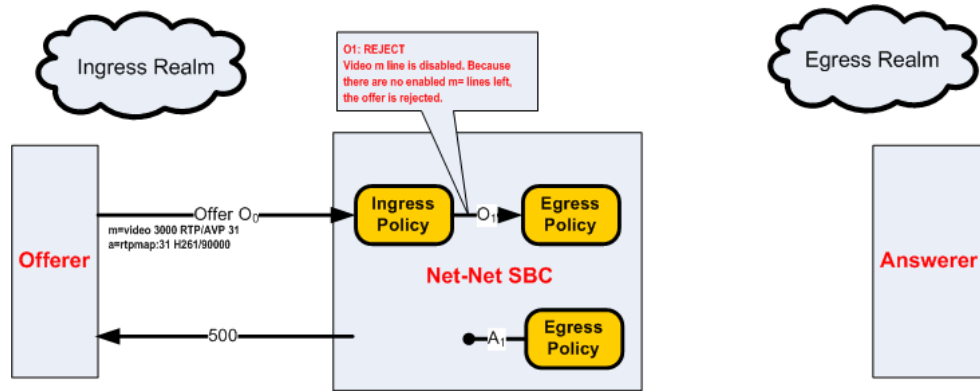 Ingress Realm
O1: REJECT
Video m line is disabled. Because
there are no enabled m= lines left,
the offer is rejected.
Egress Realm
Offerer
Offer O0
m=video 3000 RTP/AVP 31
a=rtpmap:31 H261/90000
Ingress
Policy
O1
Egress
Policy
Net-Net SBC
Answerer
500
A1
Egress
Policy